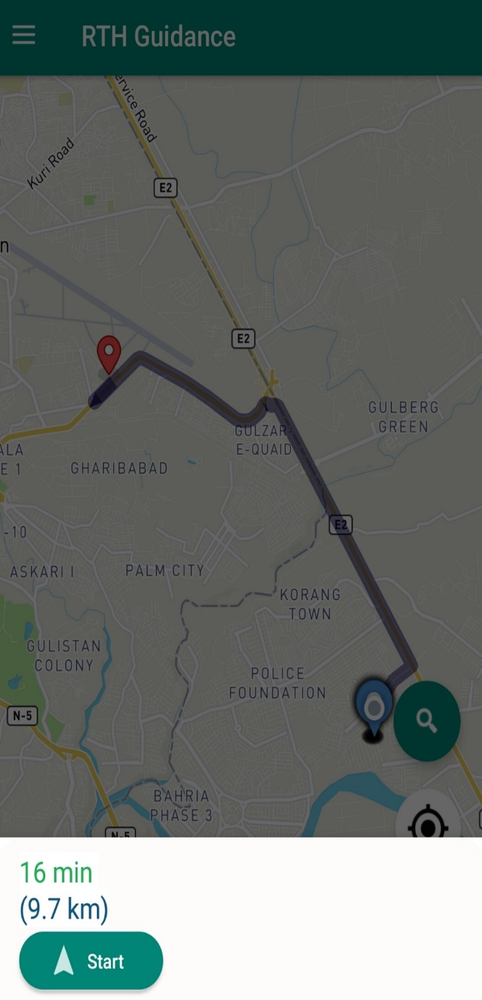 RTH Guidance
ervice Road
Kuri Road
E2
n
E2
GULBERG
GREEN
GULZAR-
E-QUAID
ALA
E 1
GHARIBABAD
E2
-10
ASKARI I
PALM CITY
KORANG
TOWN
GULISTAN
COLONY
POLICE
FOUNDATION
N-5
BAHRIA
PHASE 3
N-5
16 min
(9.7 km)
Start